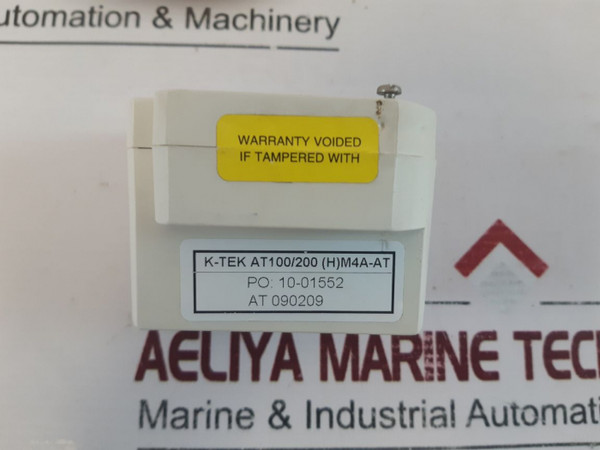 utomation & Machinery
WARRANTY VOIDED
IF TAMPERED WITH
K-TEK AT100/200 (H)M4A-AT
PO: 10-01552
AT 090209
AELIYA MARINE TEC
Marine & Industrial Automat